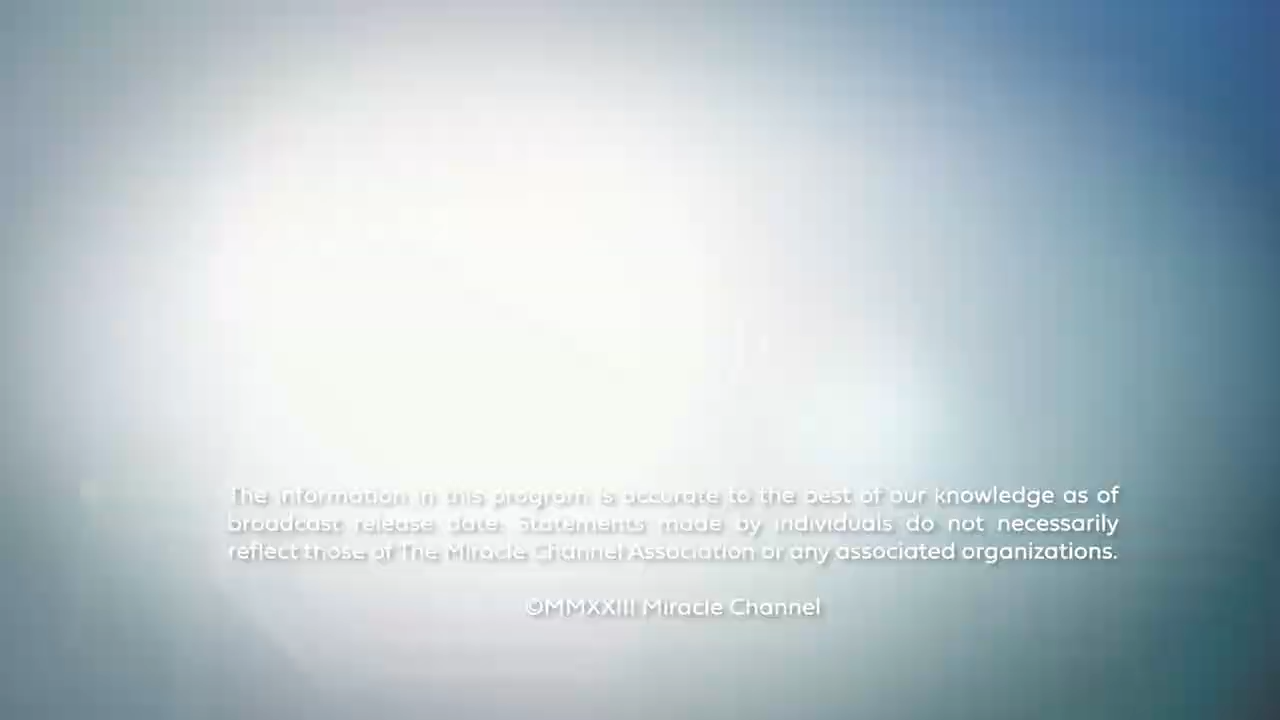 The information in this program is accurate to the best of our knowledge as of
broadcast release date. Statements made by individuals do not necessarily
reflect those of The Miracle Channel Association or any associated organizations.
©MMXXIII Miracle Channel